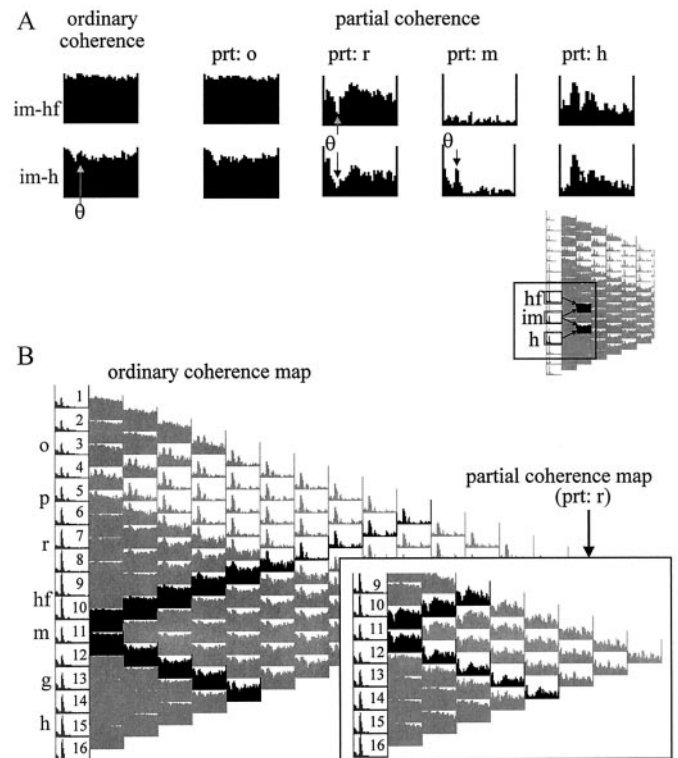 A
ordinary coherence
partial coherence
prt: o
prt: r
prt: m
prt: h
im-hf
θ
θ
im-h
θ
hf
im
h
B
ordinary coherence map
1
2
o
3
4
p
5
6
r
7
8
9
hf
10
m
11
12
g
13
14
h
15
16
partial coherence map
(prt: r)
9
10
11
12
13
14
15
16